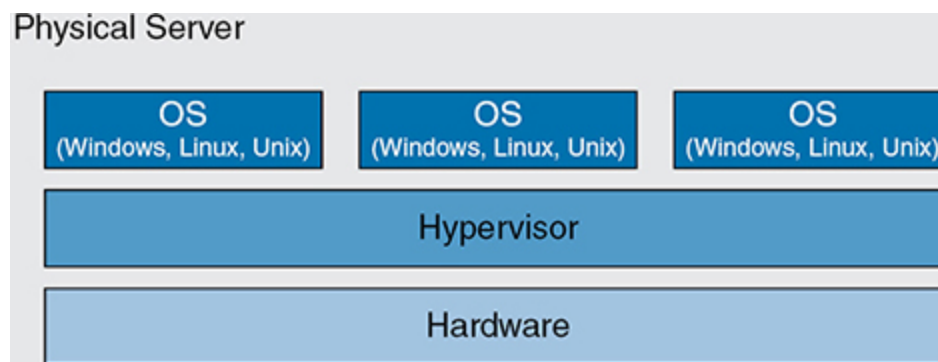 Physical Server
OS OS OS
(Windows, Linux, Unix) (Windows, Linux, Unix) (Windows, Linux, Unix)
Hypervisor
Hardware